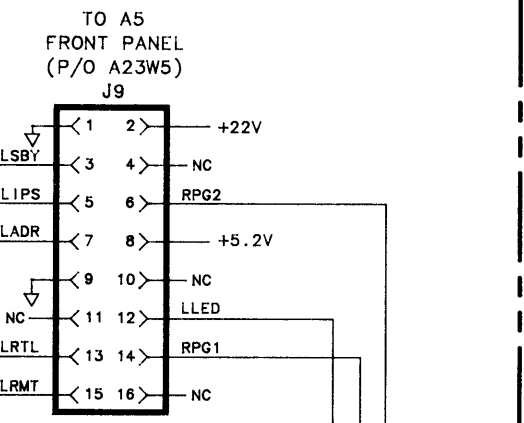 TO A5
FRONT PANEL
(P/O A23W5)
J9
1 2 +22V
LSBY 3 4 NC
LIPS 5 6 RPG2
LADR 7 8 +5.2V
9 10 NC
NC 11 12 LLED
LRTL 13 14 RPG1
LRMT 15 16 NC